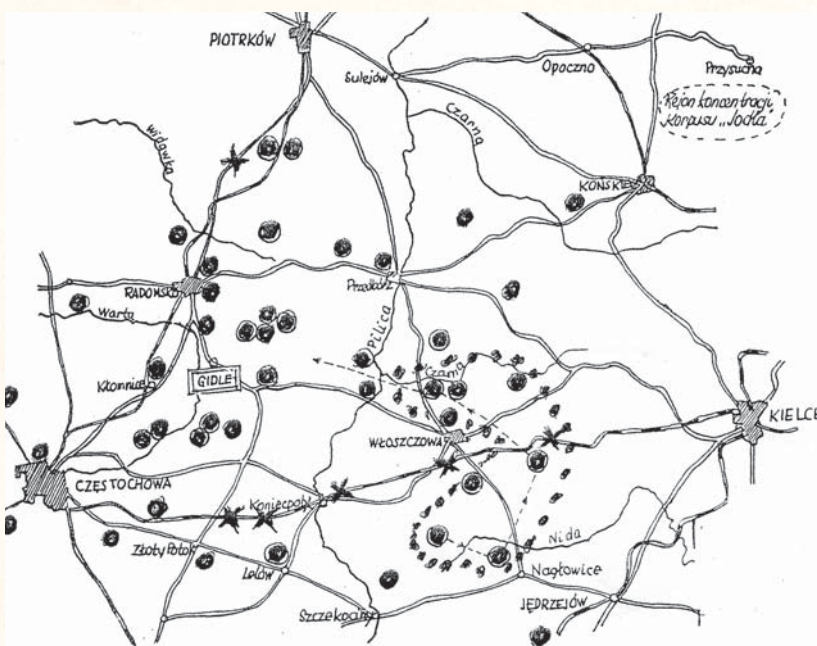 PIOTRKÓW
Sulejów
Opoczno
Przysucha
Rejon koncentracji
Korpusu „Jodła”
Widawka
Czarna
KOŃSKIE
RADOMSKO
Przedbórz
Warta
Pilica
Czarna
Kłomnice
GIDLE
KIELCE
WŁOSZCZOWA
CZĘSTOCHOWA
Koniecpol
Złoty Potok
Nida
Lelów
Nagłowice
Szczekociny
JĘDRZEJÓW